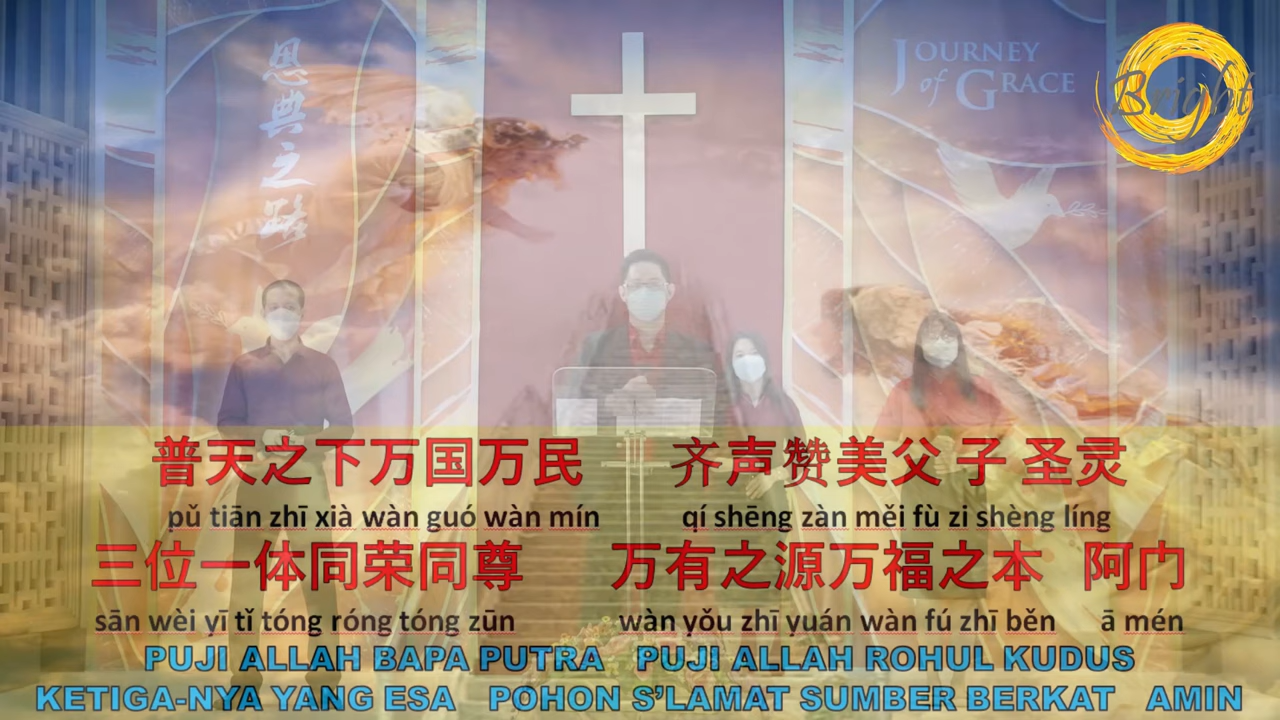 恩典之路
JOURNEY
of GRACE
Bright
普天之下万国万民 齐声赞美父 子 圣灵
pǔ tiān zhī xià wàn guó wàn mín qí shēng zàn měi fù zi shèng líng
三位一体同荣同尊 万有之源万福之本 阿门
sān wèi yī tǐ tóng róng tóng zūn wàn yǒu zhī yuán wàn fú zhī běn ā mén
PUJI ALLAH BAPA PUTRA PUJI ALLAH ROHUL KUDUS
KETIGA-NYA YANG ESA POHON S’LAMAT SUMBER BERKAT AMIN